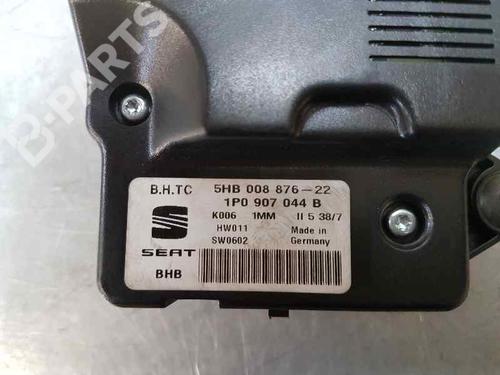 B-PARTS
B.H.TC 5HB 008 876-22
1P0 907 044 B
K006 1MM II 5 38/7
HW011 Made in
SW0602 Germany
SEAT
BHB